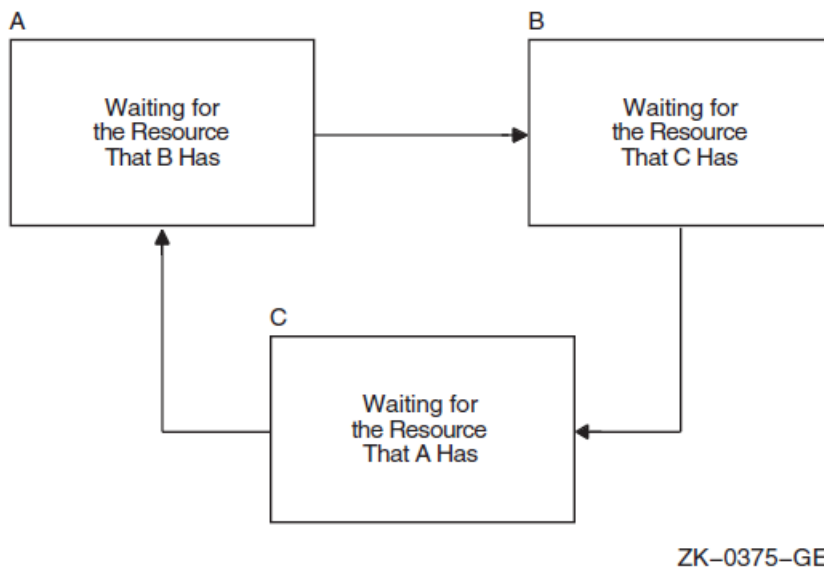 A
Waiting for
the Resource
That B Has
B
Waiting for
the Resource
That C Has
C
Waiting for
the Resource
That A Has
ZK–0375–GE